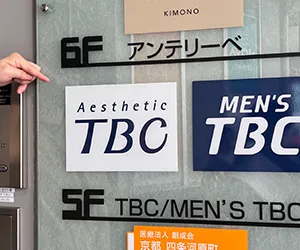 KIMONO
6F アンテリーベ
Aesthetic
TBC
MEN'S
TBC
5F TBC/MEN'S TBC
医療法人 創成会
京都 四条河原町